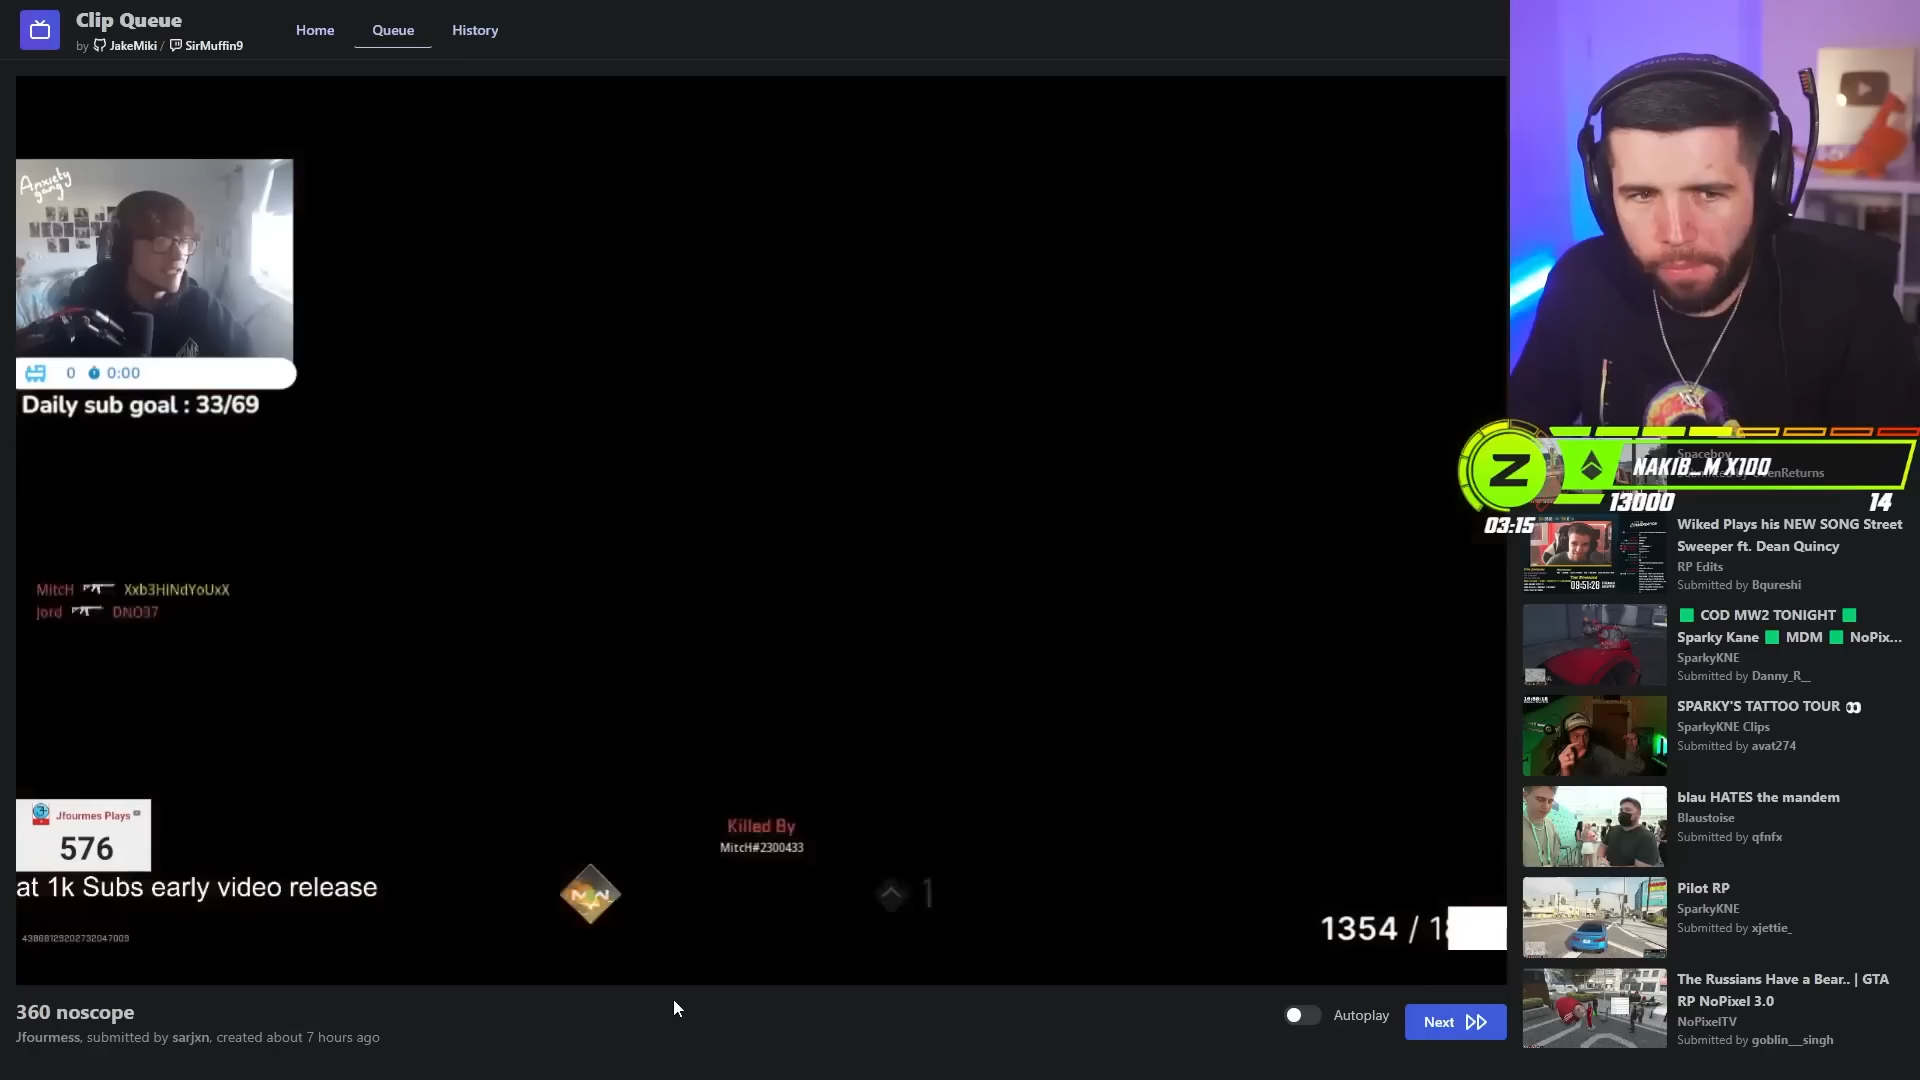 Clip Queue
by JakeMiki / SirMuffin9
Home
Queue
History
Anxiety
gang
0 0:00
Daily sub goal : 33/69
MitcH Xxb3HINdYoUxX
Jord DNO37
Jfourmes Plays
576
at 1k Subs early video release
43868129202732047009
Killed By
MitcH#2300433
1
1354 / 1
360 noscope
Jfourmess, submitted by sarjxn, created about 7 hours ago
Autoplay
Next
Z
NAKIB_M X100
13000
14
03:15
Spaceboy
Wiked Plays his NEW SONG Street
Sweeper ft. Dean Quincy
RP Edits
Submitted by Bqureshi
COD MW2 TONIGHT
Sparky Kane MDM NoPix...
SparkyKNE
Submitted by Danny_R__
SPARKY'S TATTOO TOUR 👀
SparkyKNE Clips
Submitted by avat274
blau HATES the mandem
Blaustoise
Submitted by qfnfx
Pilot RP
SparkyKNE
Submitted by xjettie_
The Russians Have a Bear.. | GTA
RP NoPixel 3.0
NoPixelTV
Submitted by goblin___singh